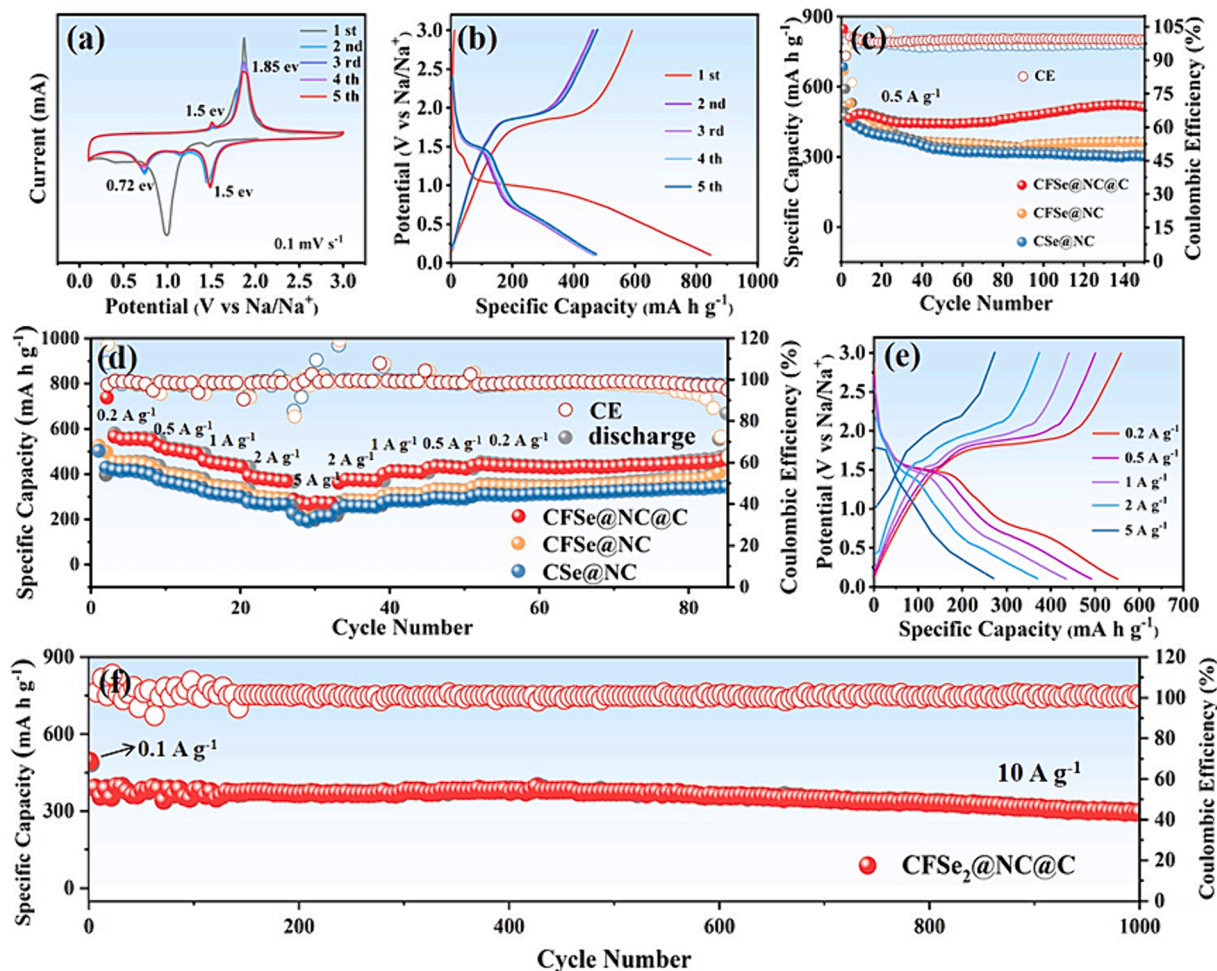 (a)
1 st
2 nd
3 rd
4 th
5 th
1.85 ev
1.5 ev
0.72 ev
1.5 ev
0.1 mV s⁻¹
Current (mA)
0.0 0.5 1.0 1.5 2.0 2.5 3.0
Potential (V vs Na/Na⁺)
(b)
1 st
2 nd
3 rd
4 th
5 th
Potential (V vs Na/Na⁺)
3.0
2.5
2.0
1.5
1.0
0.5
0.0
0 200 400 600 800 1000
Specific Capacity (mA h g⁻¹)
(c)
CE
0.5 A g⁻¹
CFSe@NC@C
CFSe@NC
CSe@NC
Specific Capacity (mA h g⁻¹)
900
600
300
0
Coulombic Efficiency (%)
105
90
75
60
45
30
15
0
0 20 40 60 80 100 120 140
Cycle Number
(d)
0.2 A g⁻¹
0.5 A g⁻¹
1 A g⁻¹
2 A g⁻¹
5 A g⁻¹
2 A g⁻¹
1 A g⁻¹
0.5 A g⁻¹
0.2 A g⁻¹
CE
discharge
CFSe@NC@C
CFSe@NC
CSe@NC
Specific Capacity (mA h g⁻¹)
1000
800
600
400
200
0
Coulombic Efficiency (%)
120
100
80
60
40
20
0
0 20 40 60 80
Cycle Number
(e)
0.2 A g⁻¹
0.5 A g⁻¹
1 A g⁻¹
2 A g⁻¹
5 A g⁻¹
Potential (V vs Na/Na⁺)
3.0
2.5
2.0
1.5
1.0
0.5
0.0
0 100 200 300 400 500 600 700
Specific Capacity (mA h g⁻¹)
(f)
0.1 A g⁻¹
10 A g⁻¹
CFSe₂@NC@C
Specific Capacity (mA h g⁻¹)
900
600
300
0
Coulombic Efficiency (%)
120
100
80
60
40
20
0
0 200 400 600 800 1000
Cycle Number